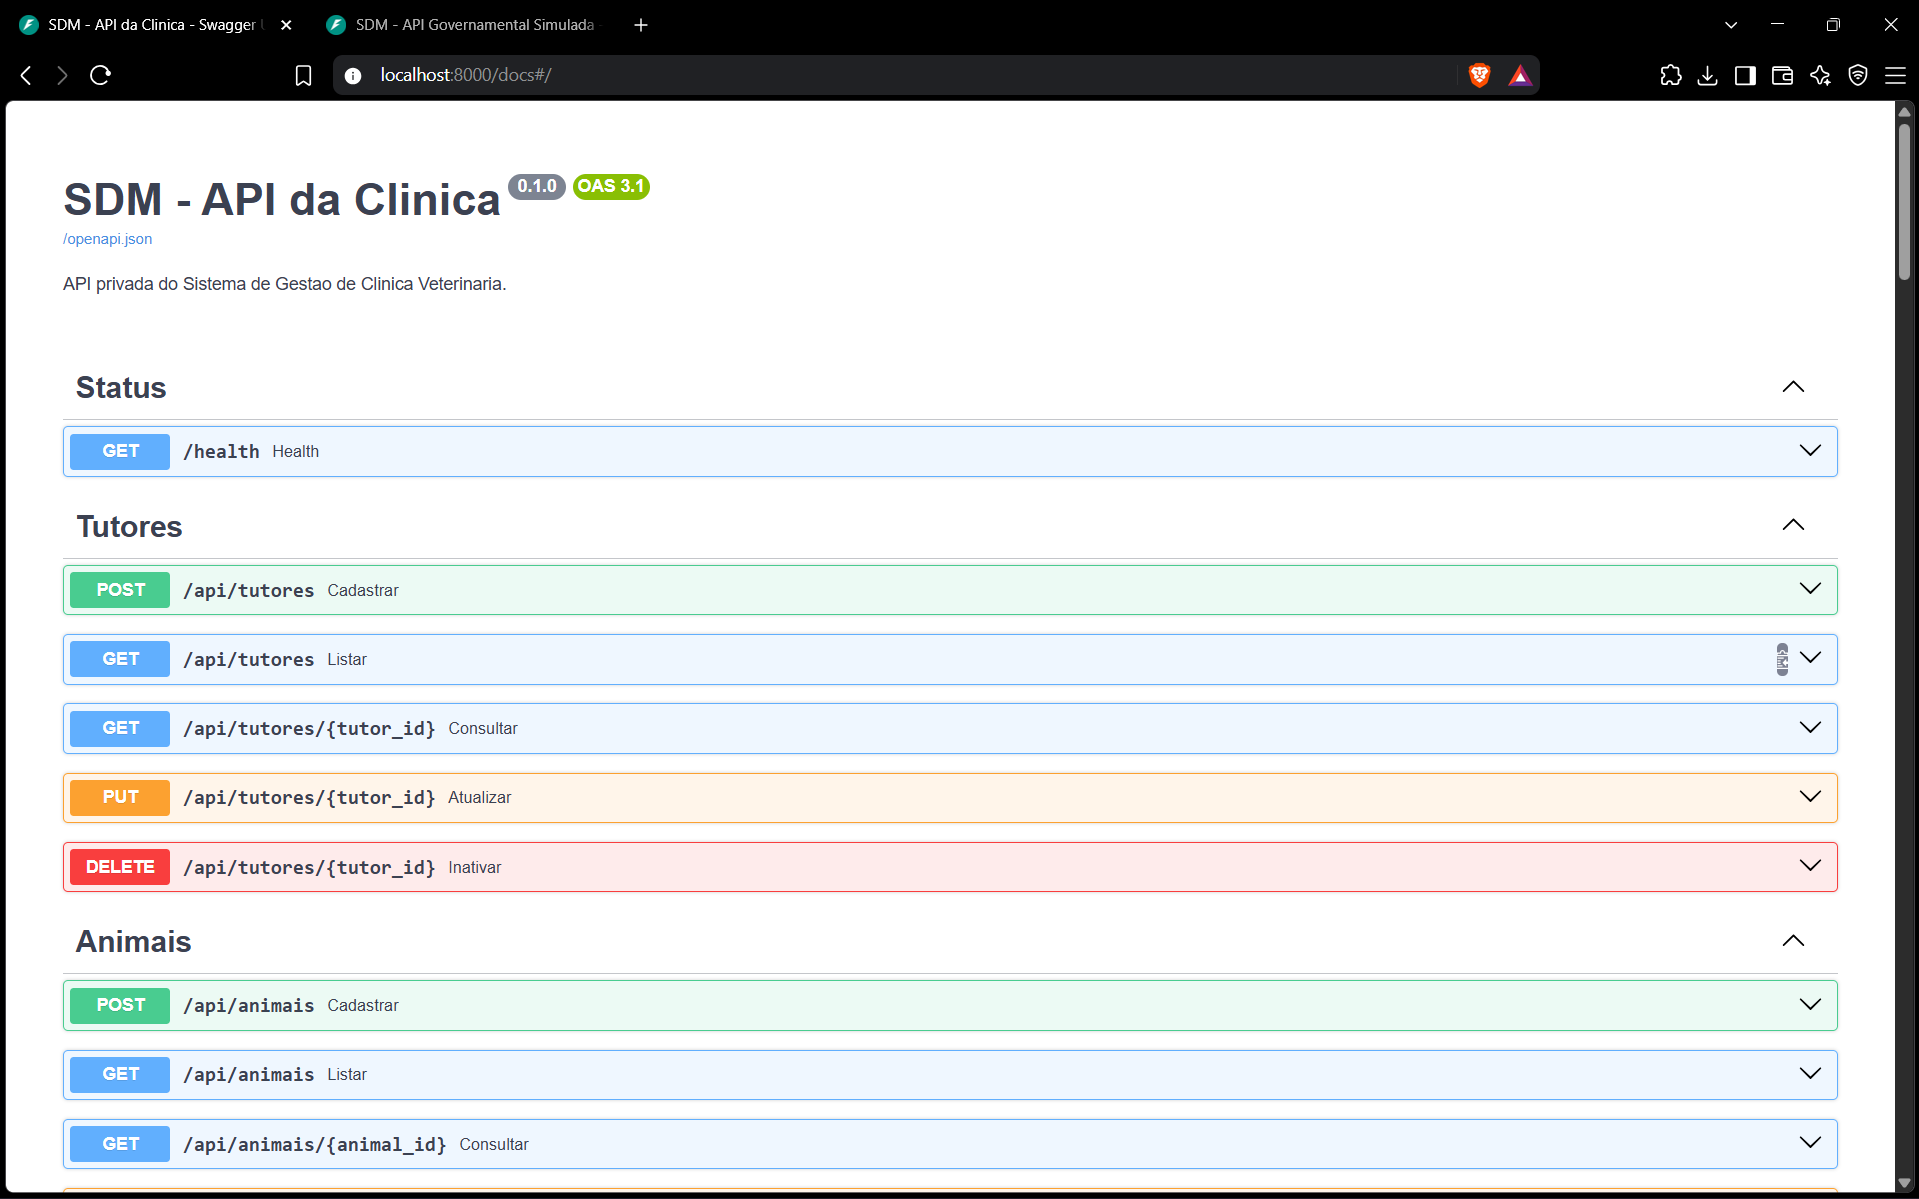 SDM - API da Clinica - Swagger
SDM - API Governamental Simulada
localhost:8000/docs#/
SDM - API da Clinica 0.1.0 OAS 3.1
/openapi.json
API privada do Sistema de Gestao de Clinica Veterinaria.
Status
GET /health Health
Tutores
POST /api/tutores Cadastrar
GET /api/tutores Listar
GET /api/tutores/{tutor_id} Consultar
PUT /api/tutores/{tutor_id} Atualizar
DELETE /api/tutores/{tutor_id} Inativar
Animais
POST /api/animais Cadastrar
GET /api/animais Listar
GET /api/animais/{animal_id} Consultar